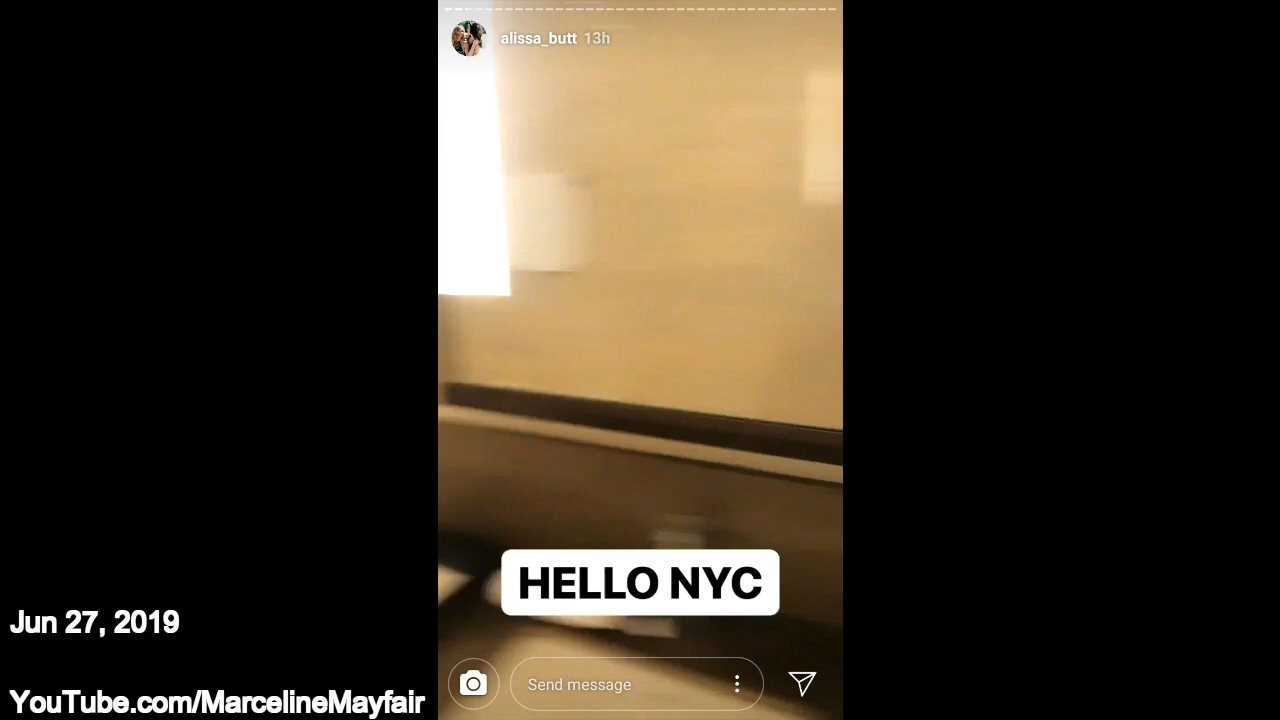 alissa_butt 13h
HELLO NYC
Send message
Jun 27, 2019
YouTube.com/MarcelineMayfair